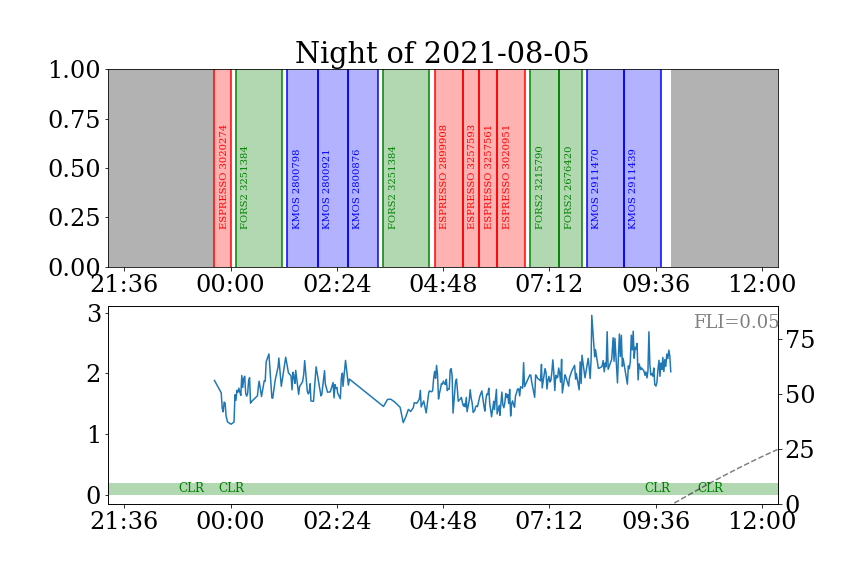 Night of 2021-08-05
1.00
0.75
0.50
0.25
0.00
ESPRESSO 3020274
FORS2 3251384
KMOS 2800798
KMOS 2800921
KMOS 2800876
FORS2 3251384
ESPRESSO 2899908
ESPRESSO 3257593
ESPRESSO 3257561
ESPRESSO 3020951
FORS2 3215790
FORS2 2676420
KMOS 2911470
KMOS 2911439
21:36 00:00 02:24 04:48 07:12 09:36 12:00
3
2
1
0
FLI=0.05
75
50
25
0
CLR CLR CLR CLR
21:36 00:00 02:24 04:48 07:12 09:36 12:00